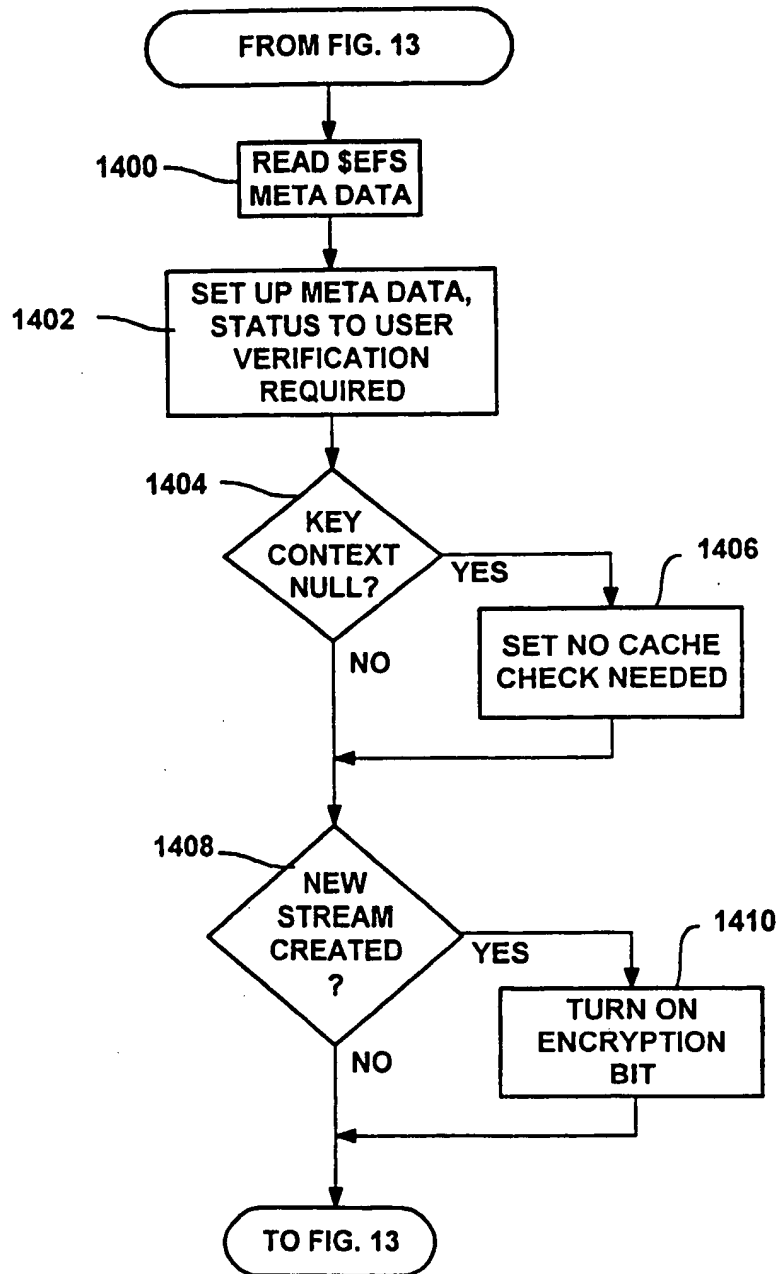 FROM FIG. 13
1400
READ $EFS
META DATA
1402
SET UP META DATA,
STATUS TO USER
VERIFICATION
REQUIRED
1404
KEY
CONTEXT
NULL?
YES
NO
1406
SET NO CACHE
CHECK NEEDED
1408
NEW
STREAM
CREATED
?
YES
NO
1410
TURN ON
ENCRYPTION
BIT
TO FIG. 13